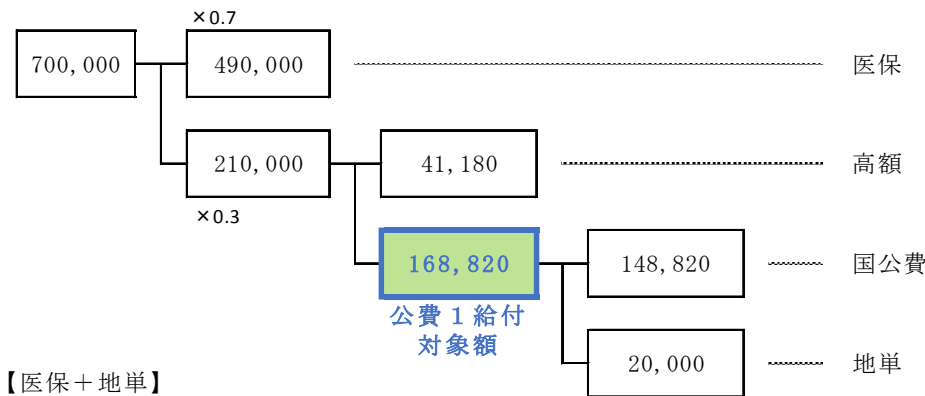 ×0.7
700,000 490,000 医保
210,000 41,180 高額
×0.3
168,820 148,820 国公費
公費1給付
対象額
20,000 地単
【医保＋地単】